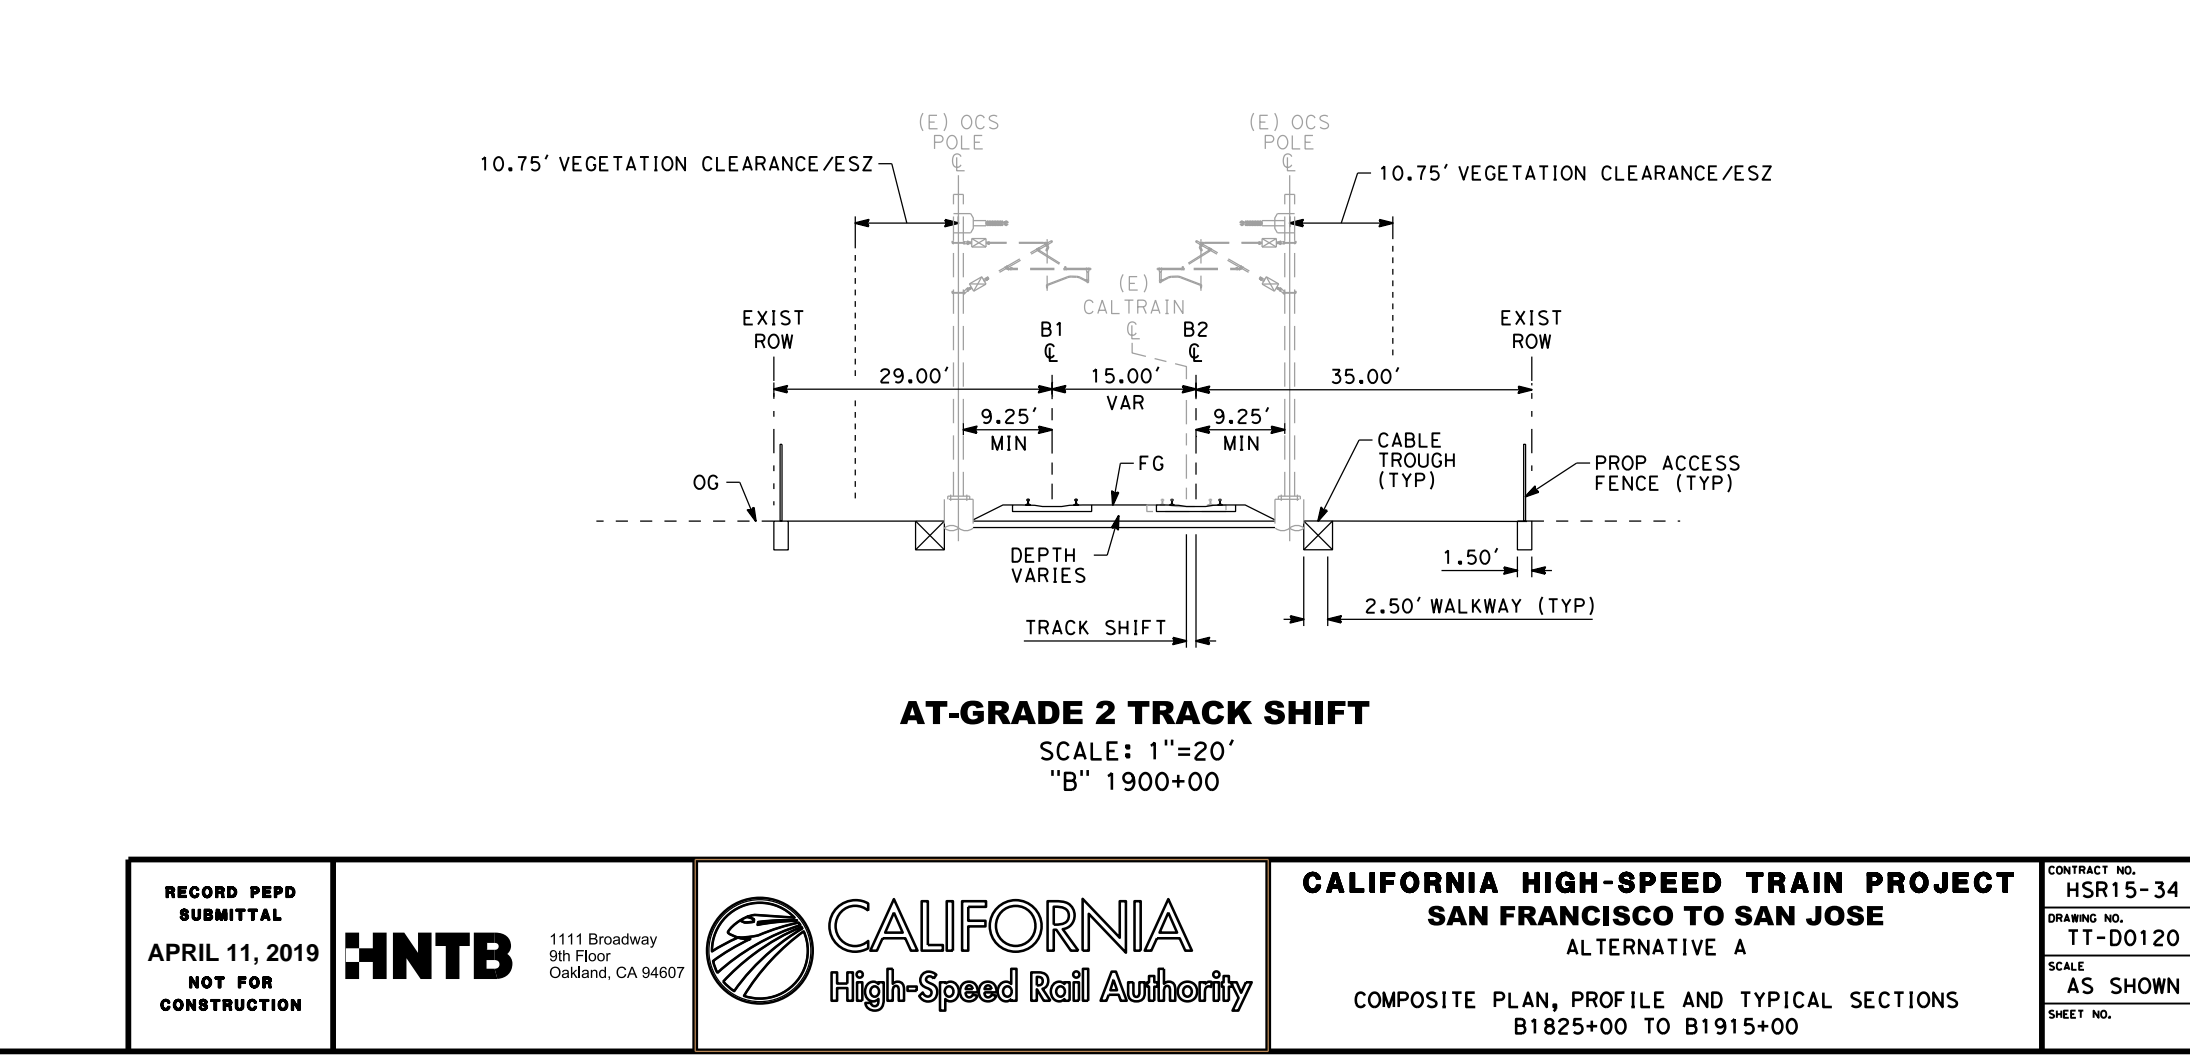 (E) OCS
POLE
℄
(E) OCS
POLE
℄
10.75' VEGETATION CLEARANCE/ESZ
10.75' VEGETATION CLEARANCE/ESZ
(E)
CALTRAIN
℄
EXIST
ROW
B1
℄
B2
℄
EXIST
ROW
29.00'
15.00'
VAR
35.00'
9.25'
MIN
9.25'
MIN
CABLE
TROUGH
(TYP)
FG
PROP ACCESS
FENCE (TYP)
OG
DEPTH
VARIES
1.50'
2.50' WALKWAY (TYP)
TRACK SHIFT
AT-GRADE 2 TRACK SHIFT
SCALE: 1"=20'
"B" 1900+00
RECORD PEPD
SUBMITTAL
APRIL 11, 2019
NOT FOR
CONSTRUCTION
HNTB
1111 Broadway
9th Floor
Oakland, CA 94607
CALIFORNIA
High-Speed Rail Authority
CALIFORNIA HIGH-SPEED TRAIN PROJECT
SAN FRANCISCO TO SAN JOSE
ALTERNATIVE A
COMPOSITE PLAN, PROFILE AND TYPICAL SECTIONS
B1825+00 TO B1915+00
CONTRACT NO.
HSR15-34
DRAWING NO.
TT-D0120
SCALE
AS SHOWN
SHEET NO.